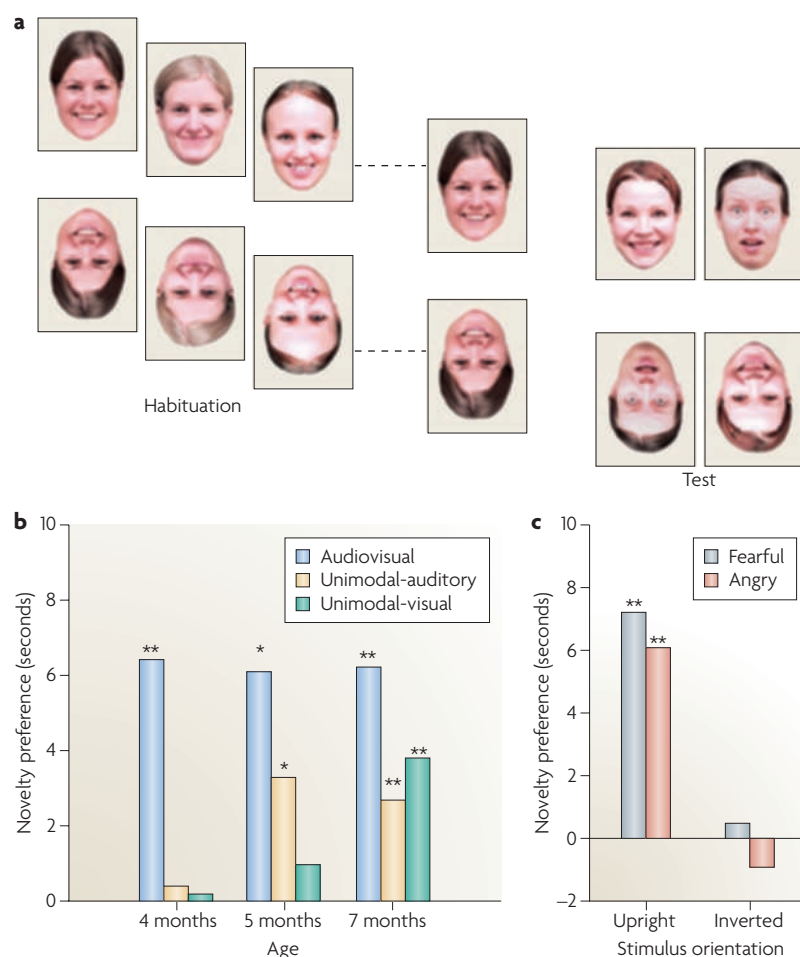 a
Habituation
Test
b
10
8
6
4
2
0
Novelty preference (seconds)
Audiovisual
Unimodal-auditory
Unimodal-visual
**
*
**
*
**
**
4 months
5 months
7 months
Age
c
10
8
6
4
2
0
–2
Novelty preference (seconds)
Fearful
Angry
**
**
Upright
Inverted
Stimulus orientation